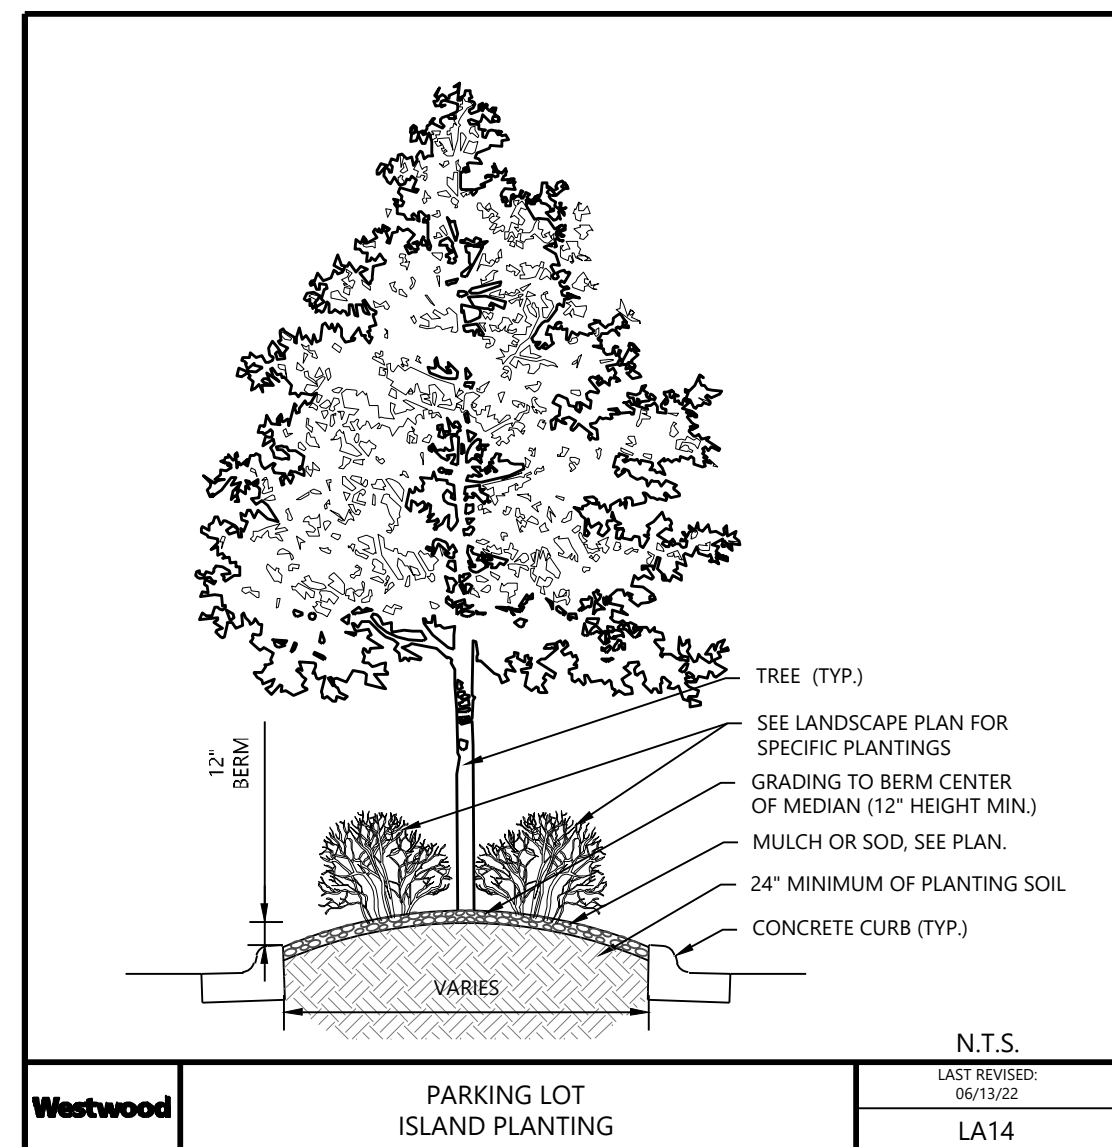 TREE (TYP.)
SEE LANDSCAPE PLAN FOR
SPECIFIC PLANTINGS
12"
BERM
GRADING TO BERM CENTER
OF MEDIAN (12" HEIGHT MIN.)
MULCH OR SOD, SEE PLAN.
24" MINIMUM OF PLANTING SOIL
CONCRETE CURB (TYP.)
VARIES
N.T.S.
Westwood
PARKING LOT
ISLAND PLANTING
LAST REVISED:
06/13/22
LA14